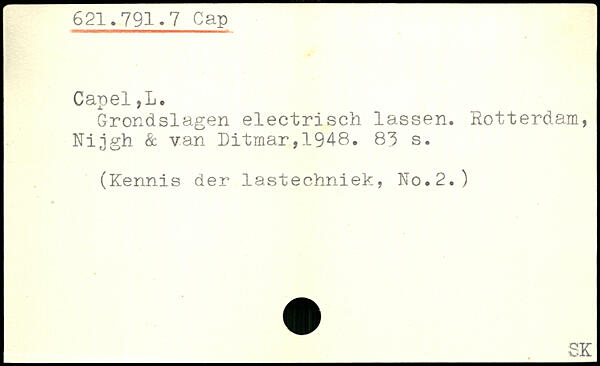 621.791.7 Cap
Capel,L.
Grondslagen electrisch lassen. Rotterdam,
Nijgh & van Ditmar,1948. 83 s.
(Kennis der lastechniek, No.2.)
SK